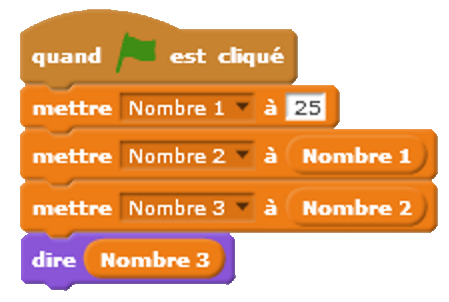 quand est cliqué
mettre Nombre 1 à 25
mettre Nombre 2 à Nombre 1
mettre Nombre 3 à Nombre 2
dire Nombre 3